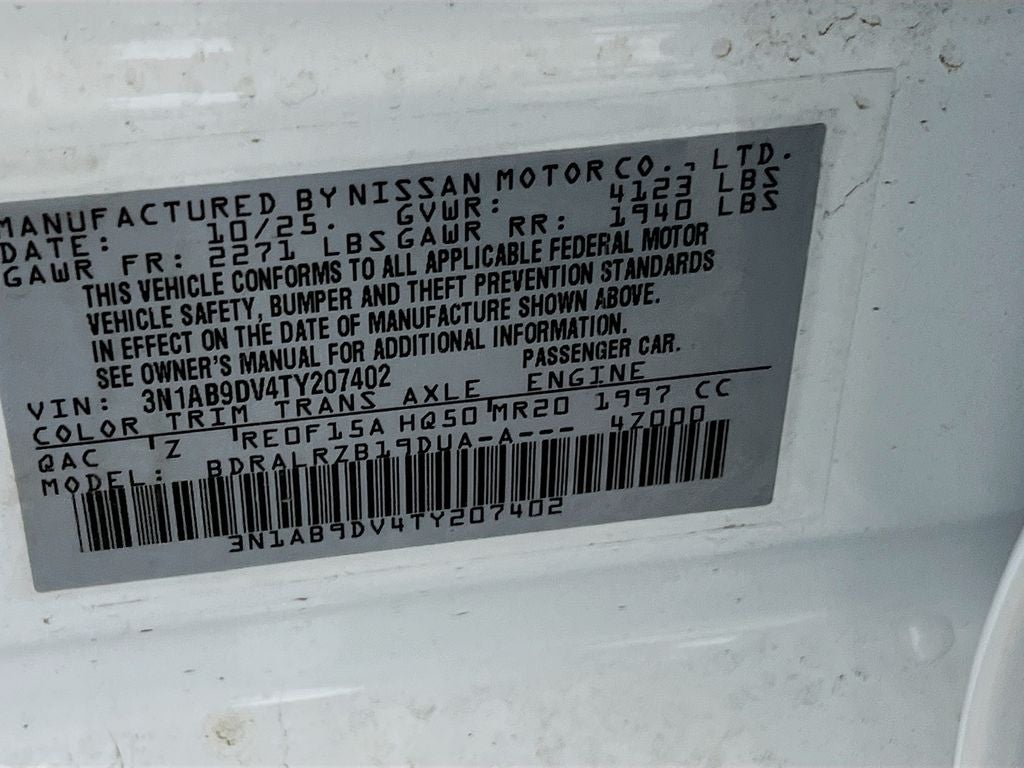 MANUFACTURED BY NISSAN MOTOR CO., LTD.
DATE: 10/25. GVWR: 4123 LBS
GAWR FR: 2271 LBS GAWR RR: 1940 LBS
THIS VEHICLE CONFORMS TO ALL APPLICABLE FEDERAL MOTOR
VEHICLE SAFETY, BUMPER AND THEFT PREVENTION STANDARDS
IN EFFECT ON THE DATE OF MANUFACTURE SHOWN ABOVE.
SEE OWNER'S MANUAL FOR ADDITIONAL INFORMATION.
VIN: 3N1AB9DV4TY207402 PASSENGER CAR.
COLOR TRIM TRANS AXLE ENGINE
QAC Z RE0F15A HQ50 MR20 1997 CC
MODEL: BDRALRZB19DUA-A--- 4Z000
3N1AB9DV4TY207402